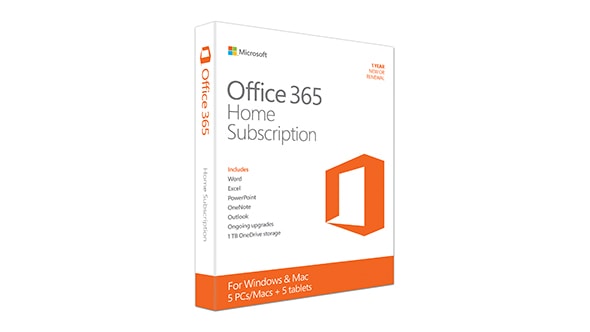 Microsoft
1 YEAR
NEW OR
RENEWAL
Office 365
Home
Subscription
Includes
Word
Excel
PowerPoint
OneNote
Outlook
Ongoing upgrades
1 TB OneDrive storage
For Windows & Mac
5 PCs/Macs + 5 tablets
Office 365
Home Subscription